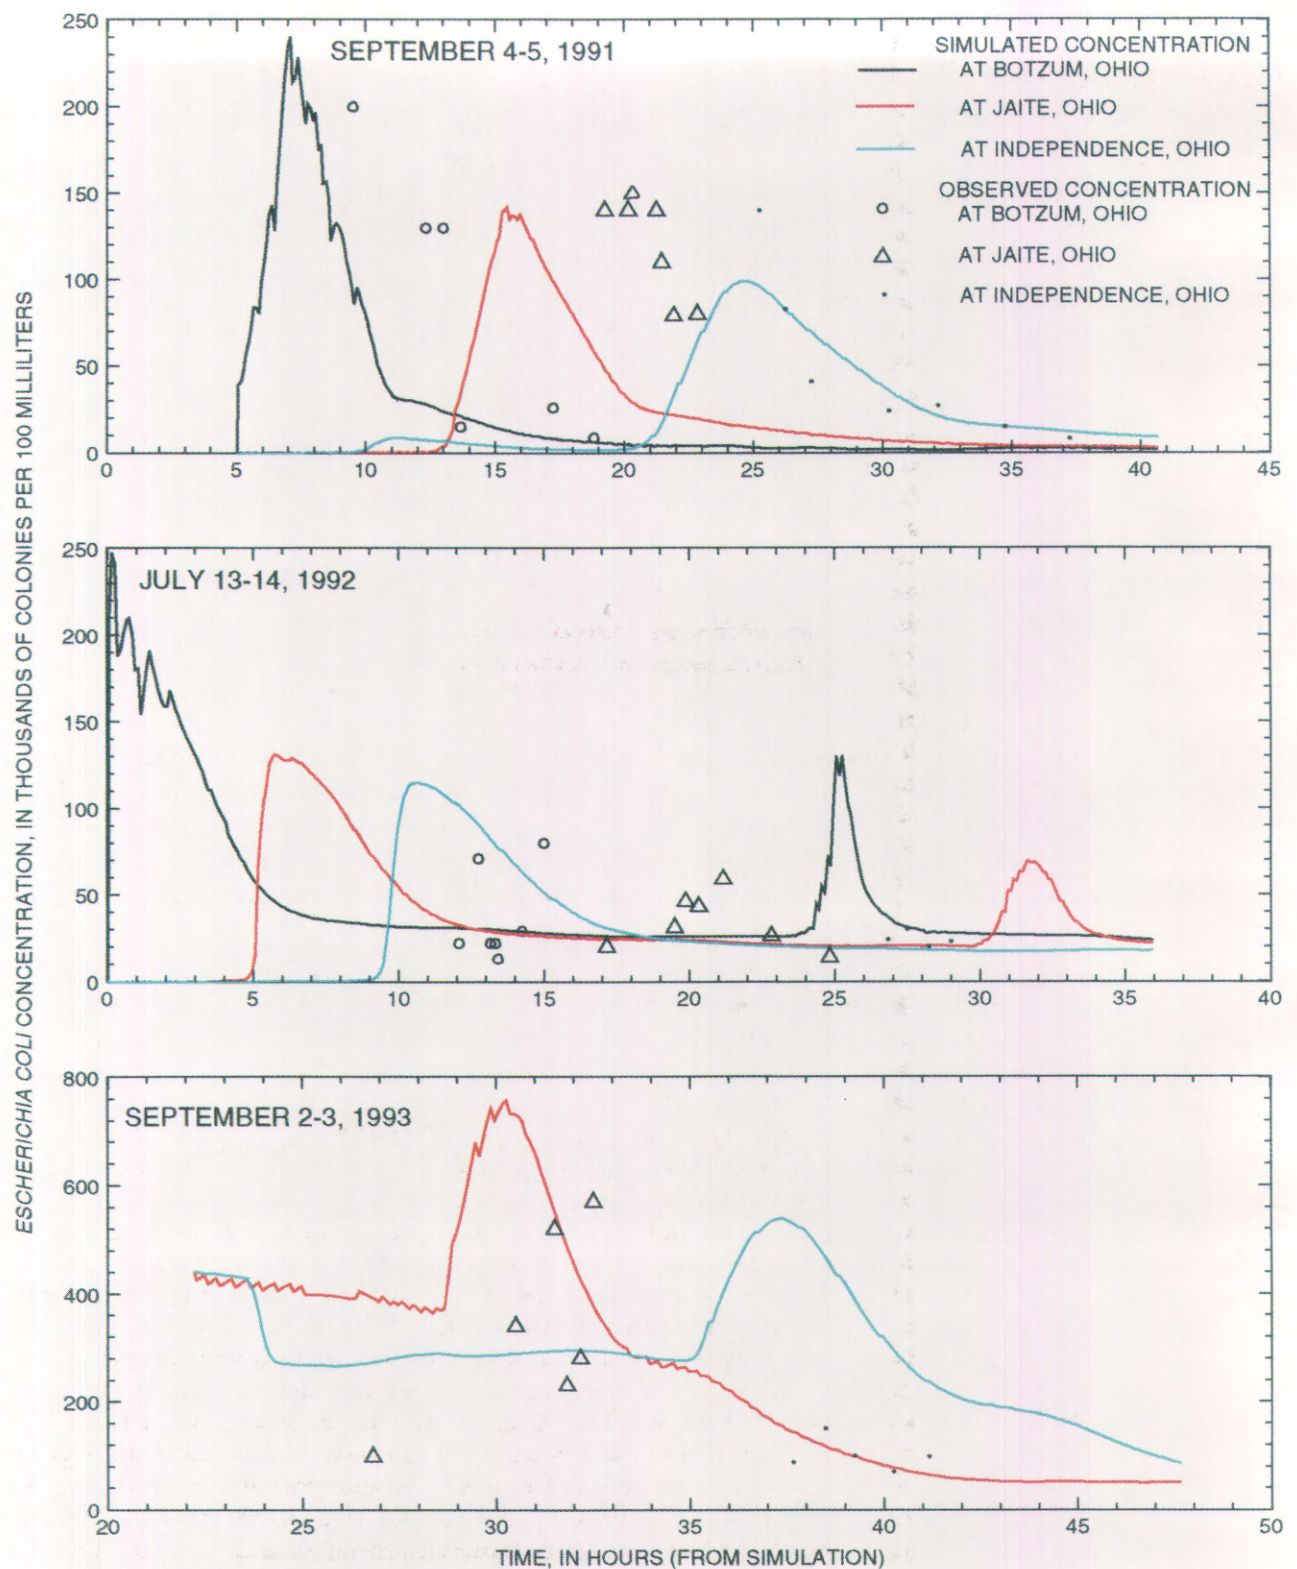 ESCHERICHIA COLI CONCENTRATION, IN THOUSANDS OF COLONIES PER 100 MILLILITERS
SEPTEMBER 4-5, 1991
SIMULATED CONCENTRATION
AT BOTZUM, OHIO
AT JAITE, OHIO
AT INDEPENDENCE, OHIO
OBSERVED CONCENTRATION
AT BOTZUM, OHIO
AT JAITE, OHIO
AT INDEPENDENCE, OHIO
250
200
150
100
50
0
0 5 10 15 20 25 30 35 40 45
JULY 13-14, 1992
250
200
150
100
50
0
0 5 10 15 20 25 30 35 40
SEPTEMBER 2-3, 1993
800
600
400
200
0
20 25 30 35 40 45 50
TIME, IN HOURS (FROM SIMULATION)